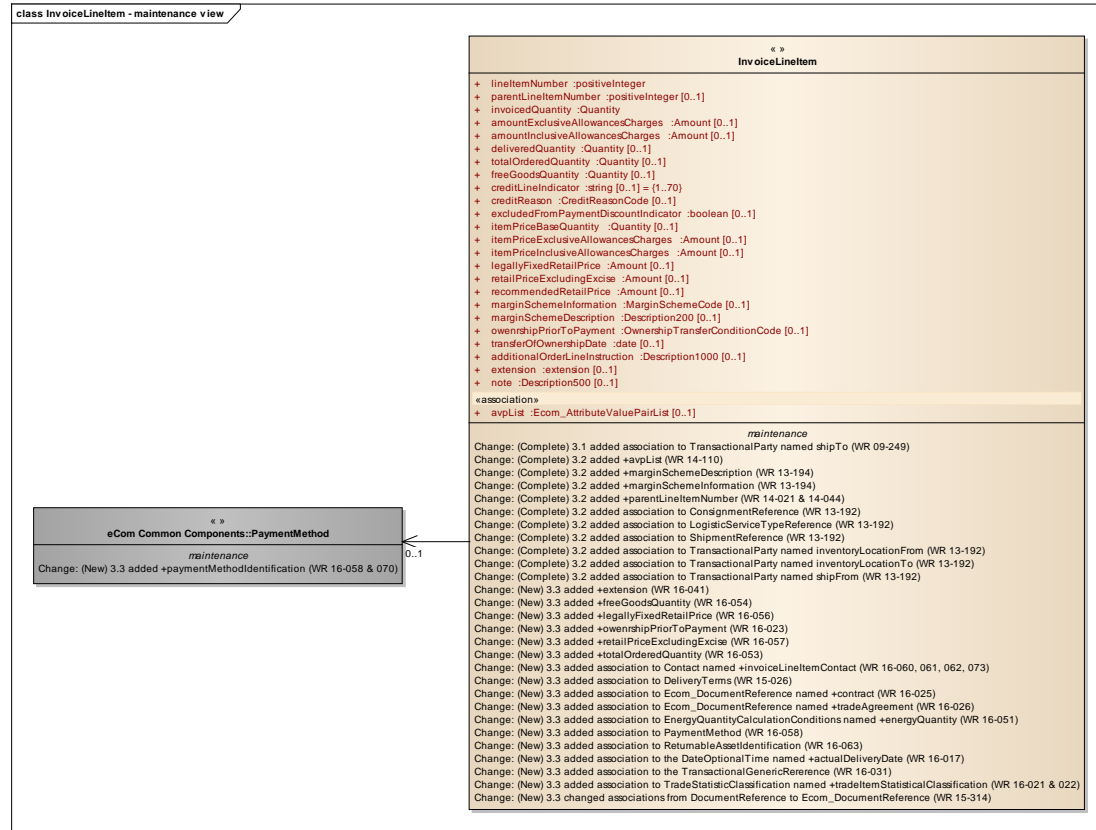 class InvoiceLineItem - maintenance view
« »
InvoiceLineItem
+ lineItemNumber :positiveInteger
+ parentLineItemNumber :positiveInteger [0..1]
+ invoicedQuantity :Quantity
+ amountExclusiveAllowancesCharges :Amount [0..1]
+ amountInclusiveAllowancesCharges :Amount [0..1]
+ deliveredQuantity :Quantity [0..1]
+ totalOrderedQuantity :Quantity [0..1]
+ freeGoodsQuantity :Quantity [0..1]
+ creditLineIndicator :string [0..1] = {1..70}
+ creditReason :CreditReasonCode [0..1]
+ excludedFromPaymentDiscountIndicator :boolean [0..1]
+ itemPriceBaseQuantity :Quantity [0..1]
+ itemPriceExclusiveAllowancesCharges :Amount [0..1]
+ itemPriceInclusiveAllowancesCharges :Amount [0..1]
+ legallyFixedRetailPrice :Amount [0..1]
+ retailPriceExcludingExcise :Amount [0..1]
+ recommendedRetailPrice :Amount [0..1]
+ marginSchemeInformation :MarginSchemeCode [0..1]
+ marginSchemeDescription :Description200 [0..1]
+ owenrshipPriorToPayment :OwnershipTransferConditionCode [0..1]
+ transferOfOwnershipDate :date [0..1]
+ additionalOrderLineInstruction :Description1000 [0..1]
+ extension :extension [0..1]
+ note :Description500 [0..1]
«association»
+ avpList :Ecom_AttributeValuePairList [0..1]
maintenance
Change: (Complete) 3.1 added association to TransactionalParty named shipTo (WR 09-249)
Change: (Complete) 3.2 added +avpList (WR 14-110)
Change: (Complete) 3.2 added +marginSchemeDescription (WR 13-194)
Change: (Complete) 3.2 added +marginSchemeInformation (WR 13-194)
Change: (Complete) 3.2 added +parentLineItemNumber (WR 14-021 & 14-044)
Change: (Complete) 3.2 added association to ConsignmentReference (WR 13-192)
Change: (Complete) 3.2 added association to LogisticServiceTypeReference (WR 13-192)
Change: (Complete) 3.2 added association to ShipmentReference (WR 13-192)
Change: (Complete) 3.2 added association to TransactionalParty named inventoryLocationFrom (WR 13-192)
Change: (Complete) 3.2 added association to TransactionalParty named inventoryLocationTo (WR 13-192)
Change: (Complete) 3.2 added association to TransactionalParty named shipFrom (WR 13-192)
Change: (New) 3.3 added +extension (WR 16-041)
Change: (New) 3.3 added +freeGoodsQuantity (WR 16-054)
Change: (New) 3.3 added +legallyFixedRetailPrice (WR 16-056)
Change: (New) 3.3 added +owenrshipPriorToPayment (WR 16-023)
Change: (New) 3.3 added +retailPriceExcludingExcise (WR 16-057)
Change: (New) 3.3 added +totalOrderedQuantity (WR 16-053)
Change: (New) 3.3 added association to Contact named +invoiceLineItemContact (WR 16-060, 061, 062, 073)
Change: (New) 3.3 added association to DeliveryTerms (WR 15-026)
Change: (New) 3.3 added association to Ecom_DocumentReference named +contract (WR 16-025)
Change: (New) 3.3 added association to Ecom_DocumentReference named +tradeAgreement (WR 16-026)
Change: (New) 3.3 added association to EnergyQuantityCalculationConditions named +energyQuantity (WR 16-051)
Change: (New) 3.3 added association to PaymentMethod (WR 16-058)
Change: (New) 3.3 added association to ReturnableAssetIdentification (WR 16-063)
Change: (New) 3.3 added association to the DateOptionalTime named +actualDeliveryDate (WR 16-017)
Change: (New) 3.3 added association to the TransactionalGenericRererence (WR 16-031)
Change: (New) 3.3 added association to TradeStatisticClassification named +tradeItemStatisticalClassification (WR 16-021 & 022)
Change: (New) 3.3 changed associations from DocumentReference to Ecom_DocumentReference (WR 15-314)
« »
eCom Common Components::PaymentMethod
maintenance
Change: (New) 3.3 added +paymentMethodIdentification (WR 16-058 & 070)
0..1